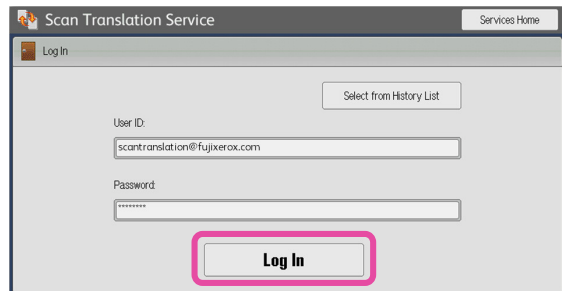 Scan Translation Service
Services Home
Log In
Select from History List
User ID:
scantranslation@fujixerox.com
Password:
********
Log In